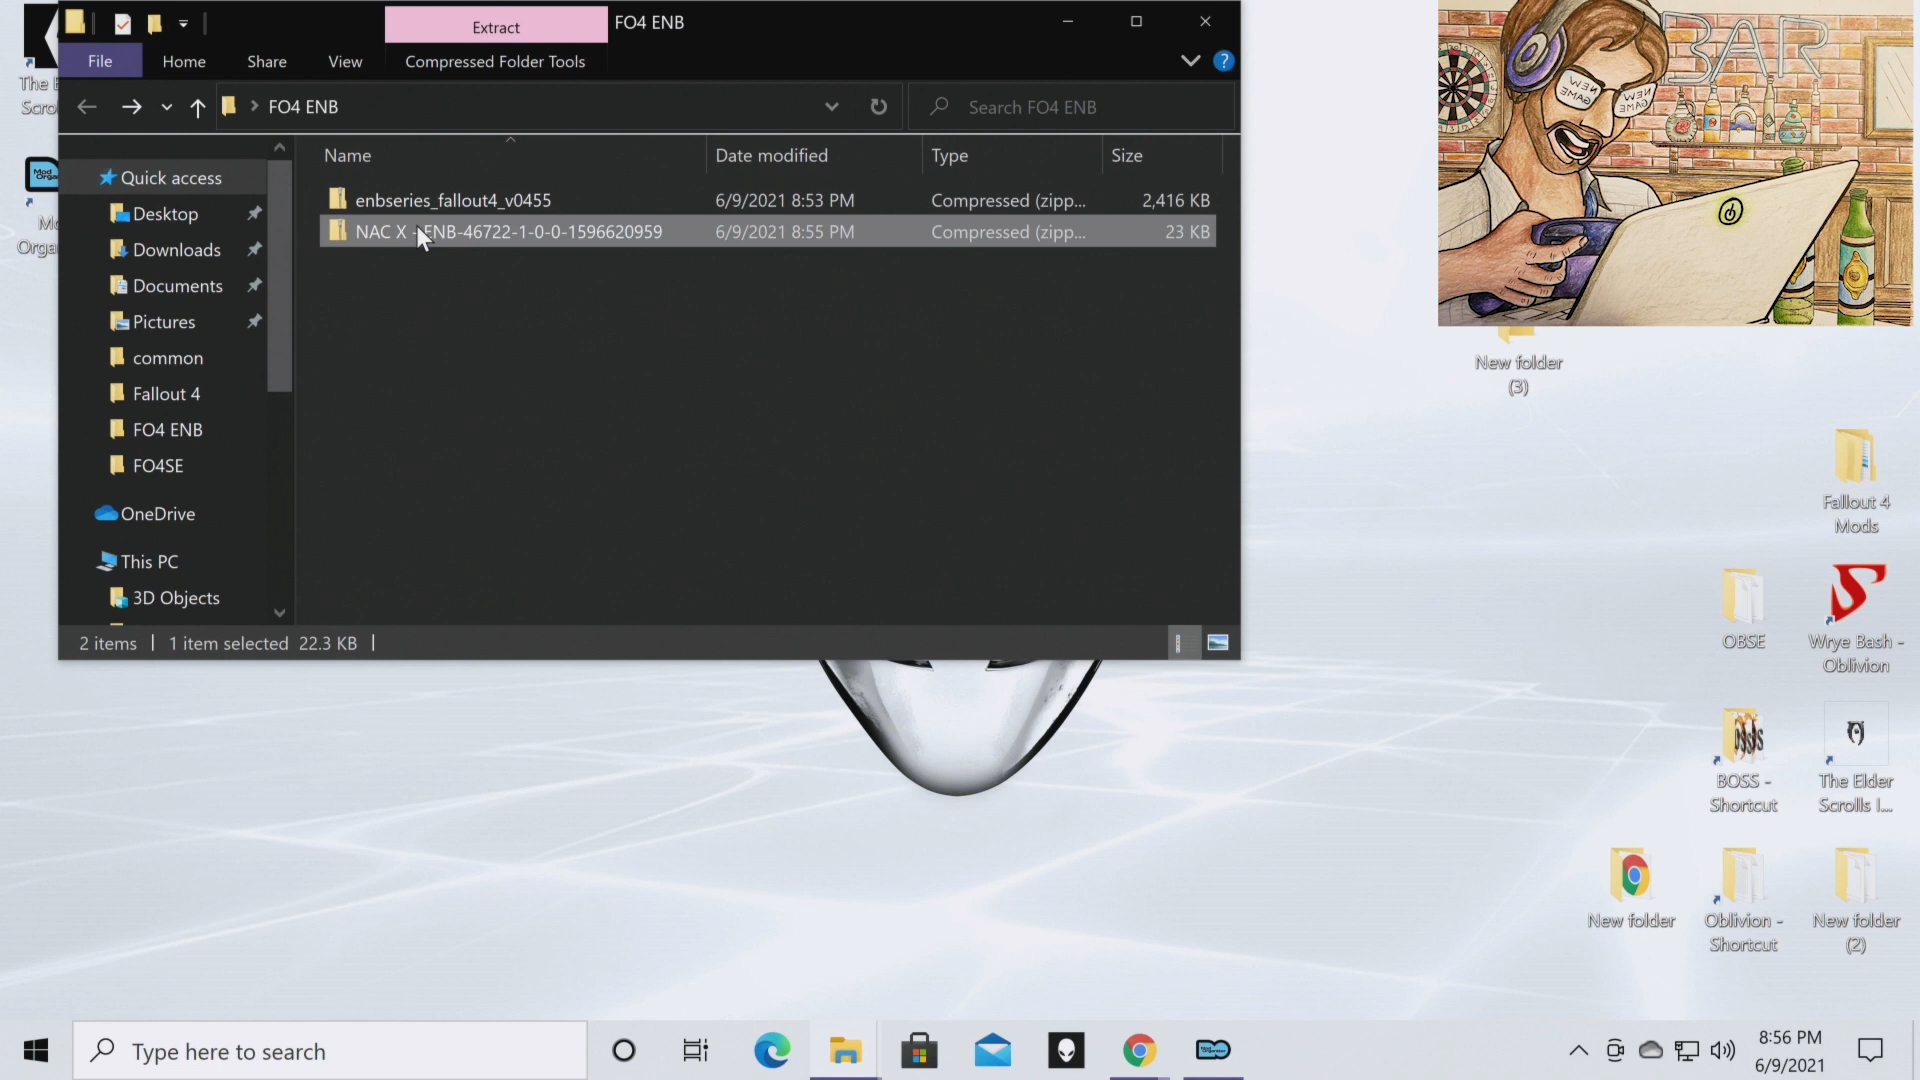 Extract
FO4 ENB
File
Home
Share
View
Compressed Folder Tools
?
FO4 ENB
Search FO4 ENB
Name
Date modified
Type
Size
Quick access
Desktop
Downloads
Documents
Pictures
common
Fallout 4
FO4 ENB
FO4SE
OneDrive
This PC
3D Objects
enbseries_fallout4_v0455
6/9/2021 8:53 PM
Compressed (zipp...
2,416 KB
NAC X - ENB-46722-1-0-0-1596620959
6/9/2021 8:55 PM
Compressed (zipp...
23 KB
2 items
1 item selected 22.3 KB
BAR
NEW
GAME
NEW
GAME
New folder
(3)
Fallout 4
Mods
OBSE
Wrye Bash -
Oblivion
BOSS -
Shortcut
The Elder
Scrolls I...
New folder
Oblivion -
Shortcut
New folder
(2)
Type here to search
8:56 PM
6/9/2021